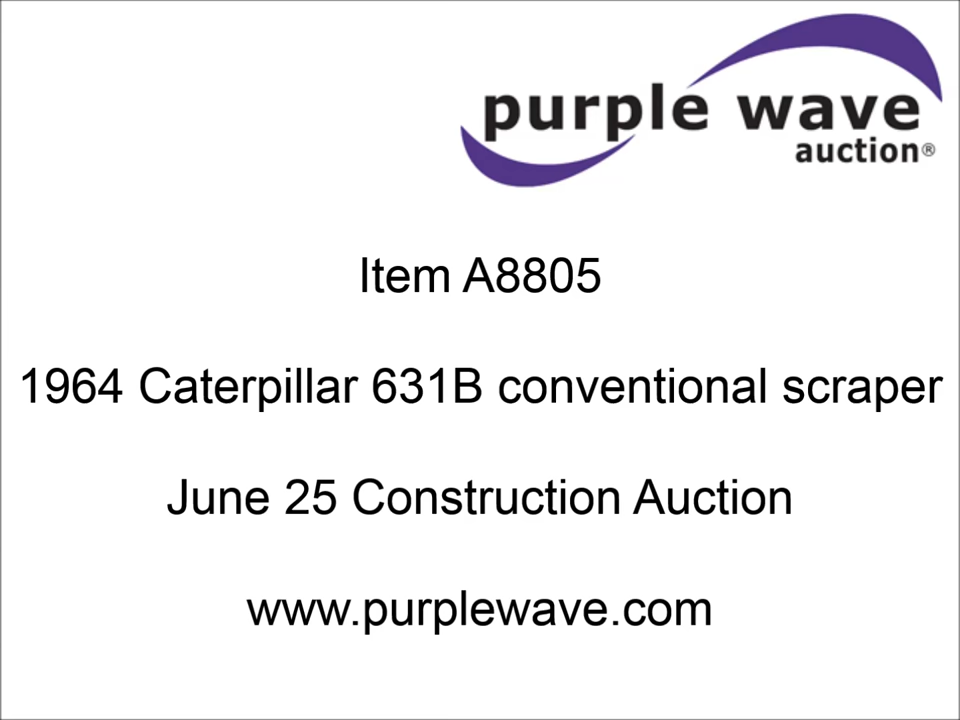 purple wave
auction®
Item A8805
1964 Caterpillar 631B conventional scraper
June 25 Construction Auction
www.purplewave.com